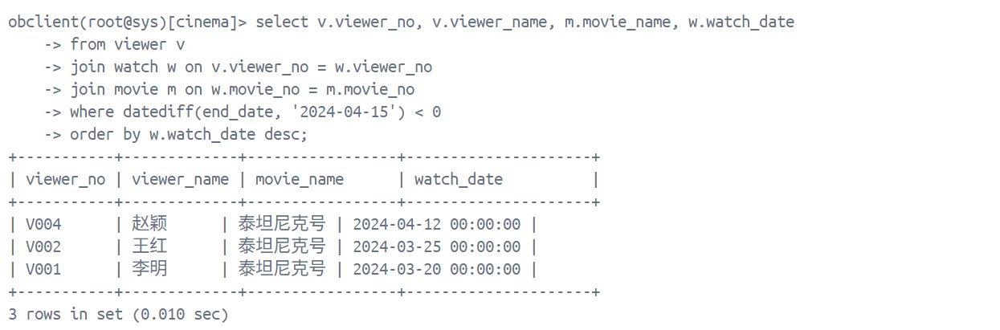 obclient(root@sys)[cinema]> select v.viewer_no, v.viewer_name, m.movie_name, w.watch_date
    -> from viewer v
    -> join watch w on v.viewer_no = w.viewer_no
    -> join movie m on w.movie_no = m.movie_no
    -> where datediff(end_date, '2024-04-15') < 0
    -> order by w.watch_date desc;
+-----------+-------------+-----------------+---------------------+
| viewer_no | viewer_name | movie_name      | watch_date          |
+-----------+-------------+-----------------+---------------------+
| V004      | 赵颖      | 泰坦尼克号 | 2024-04-12 00:00:00 |
| V002      | 王红      | 泰坦尼克号 | 2024-03-25 00:00:00 |
| V001      | 李明      | 泰坦尼克号 | 2024-03-20 00:00:00 |
+-----------+-------------+-----------------+---------------------+
3 rows in set (0.010 sec)